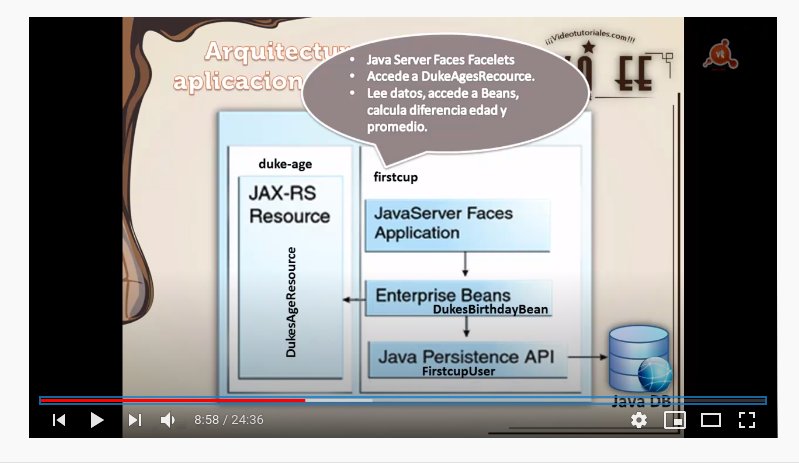 Arquitectur
aplicacion
¡¡¡Videotutoriales.com!!!
EE
vt
• Java Server Faces Facelets
• Accede a DukeAgesRecource.
• Lee datos, accede a Beans,
calcula diferencia edad y
promedio.
duke-age
JAX-RS
Resource
DukesAgeResource
firstcup
JavaServer Faces
Application
Enterprise Beans
DukesBirthdayBean
Java Persistence API
FirstcupUser
Java DB
8:58 / 24:36